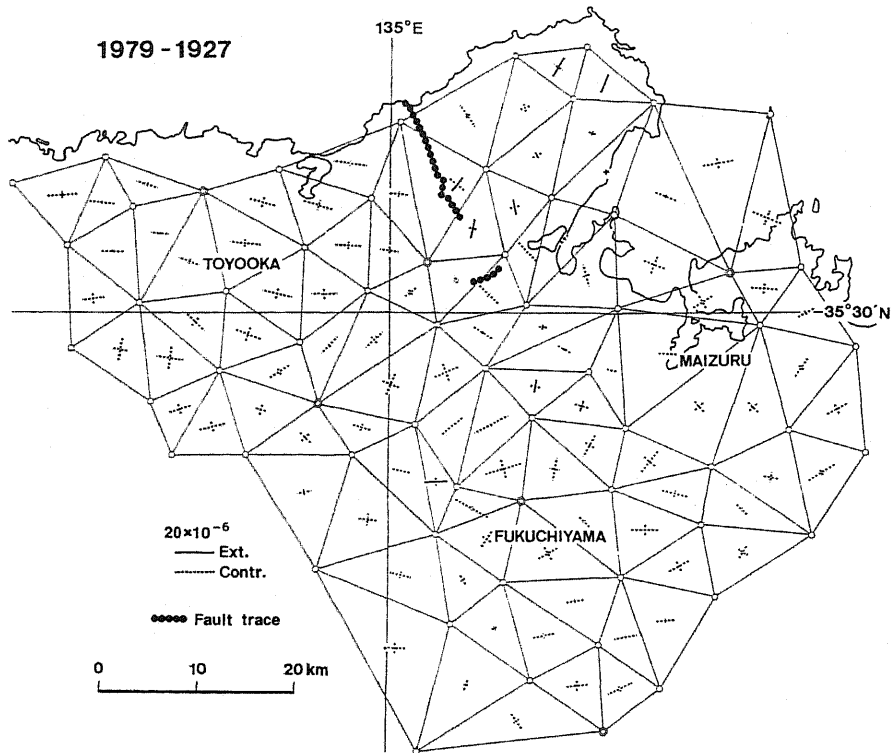 135°E
1979 - 1927
TOYOOKA
35°30′N
MAIZURU
20×10⁻⁶
Ext.
Contr.
FUKUCHIYAMA
Fault trace
0 10 20 km